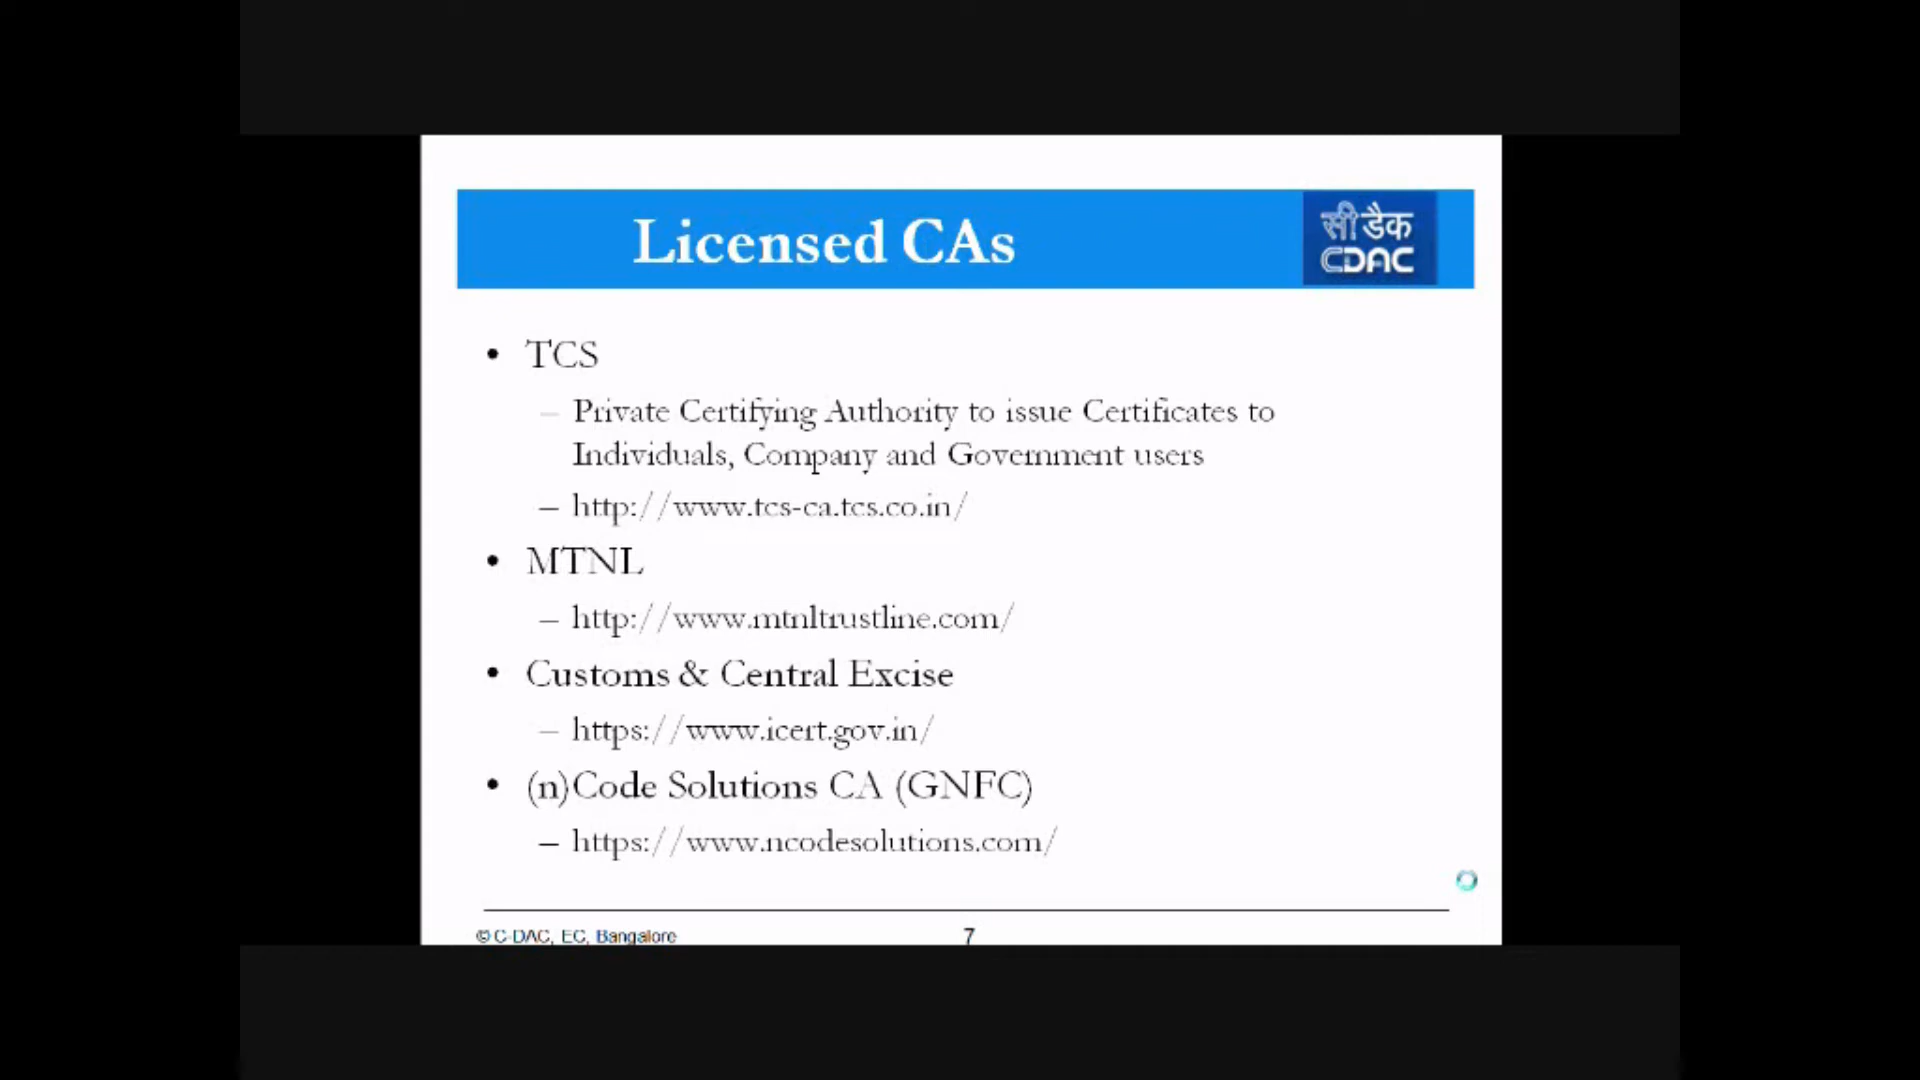 Licensed CAs
सी डैक
CDAC
• TCS
– Private Certifying Authority to issue Certificates to
Individuals, Company and Government users
– http://www.tcs-ca.tcs.co.in/
• MTNL
– http://www.mtnltrustline.com/
• Customs & Central Excise
– https://www.icert.gov.in/
• (n)Code Solutions CA (GNFC)
– https://www.ncodesolutions.com/
© C-DAC, EC, Bangalore
7